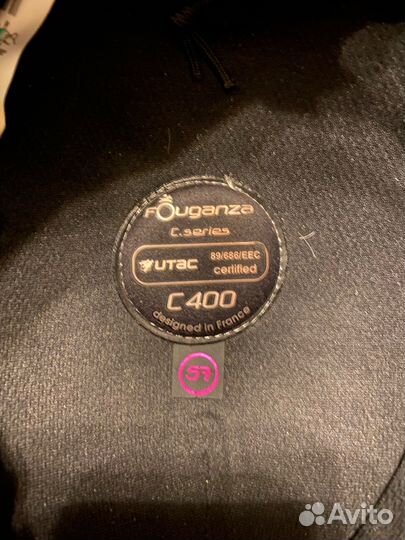 FOuganza
C.series
UTAC
89/686/EEC
certified
C400
designed in France
Avito